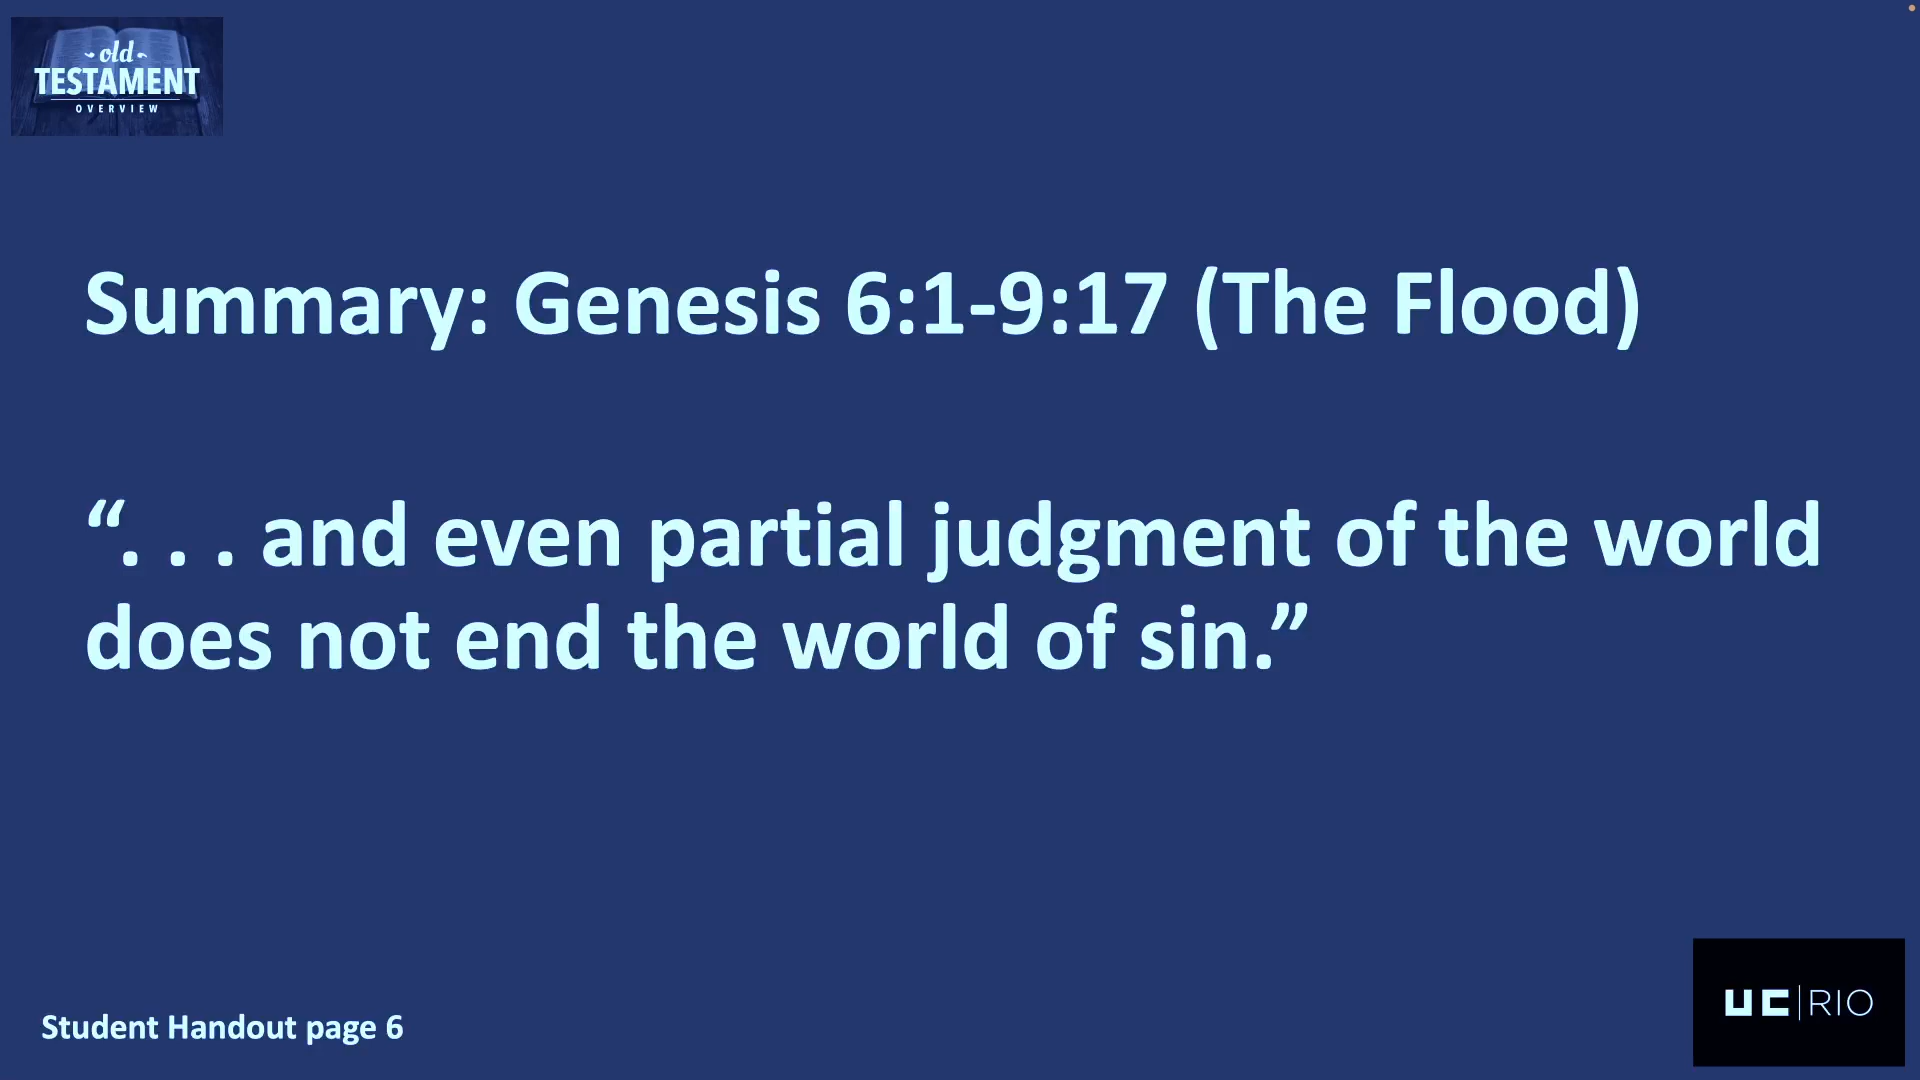 old
TESTAMENT
OVERVIEW
Summary: Genesis 6:1-9:17 (The Flood)
“. . . and even partial judgment of the world
does not end the world of sin.”
Student Handout page 6
UC|RIO